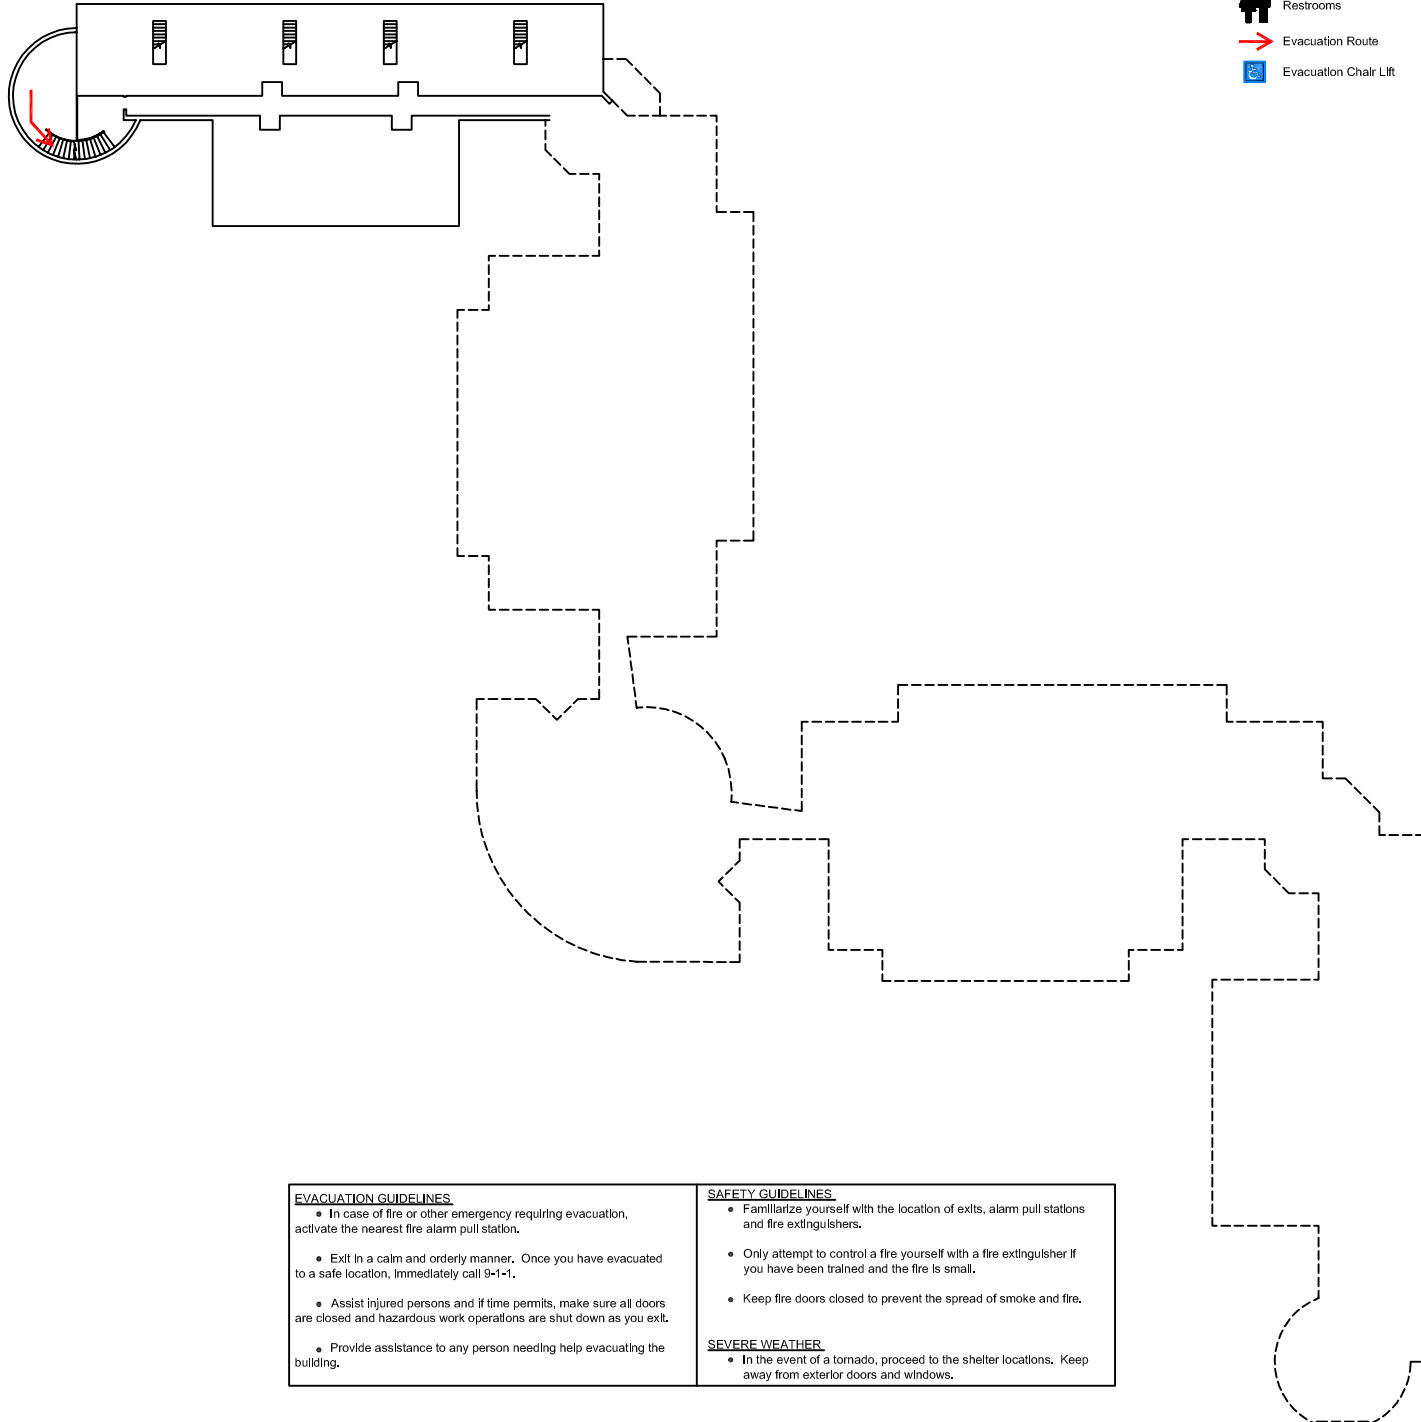 Restrooms
Evacuation Route
Evacuation Chair Lift
EVACUATION GUIDELINES
• In case of fire or other emergency requiring evacuation,
activate the nearest fire alarm pull station.
• Exit in a calm and orderly manner. Once you have evacuated
to a safe location, immediately call 9-1-1.
• Assist injured persons and if time permits, make sure all doors
are closed and hazardous work operations are shut down as you exit.
• Provide assistance to any person needing help evacuating the
building.
SAFETY GUIDELINES
• Familiarize yourself with the location of exits, alarm pull stations
and fire extinguishers.
• Only attempt to control a fire yourself with a fire extinguisher if
you have been trained and the fire is small.
• Keep fire doors closed to prevent the spread of smoke and fire.
SEVERE WEATHER
• In the event of a tornado, proceed to the shelter locations. Keep
away from exterior doors and windows.